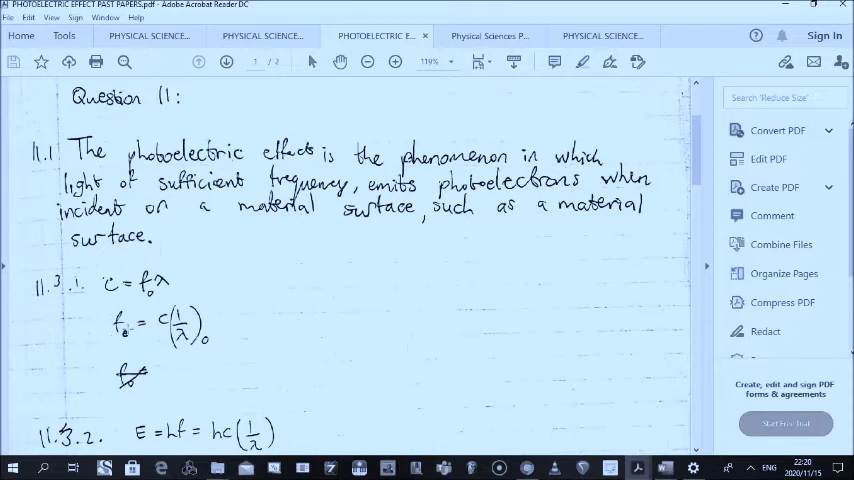 PHOTOELECTRIC EFFECT PAST PAPERS.pdf - Adobe Acrobat Reader DC
File Edit View Sign Window Help
Home Tools PHYSICAL SCIENCE... PHYSICAL SCIENCE... PHOTOELECTRIC E... × Physical Sciences P... PHYSICAL SCIENCE... Sign In
1 / 2 119%
Question 11:
11.1 The photoelectric effect is the phenomenon in which
light of sufficient frequency, emits photoelectrons when
incident on a material surface, such as a material
surface.
11.3.1. c = f₀λ
f₀ = c(1/λ)₀
f₀
11.3.2. E = hf = hc(1/λ)
Search 'Reduce Size'
Convert PDF
Edit PDF
Create PDF
Comment
Combine Files
Organize Pages
Compress PDF
Redact
Create, edit and sign PDF
forms & agreements
Start Free Trial
ENG
22:20
2020/11/15